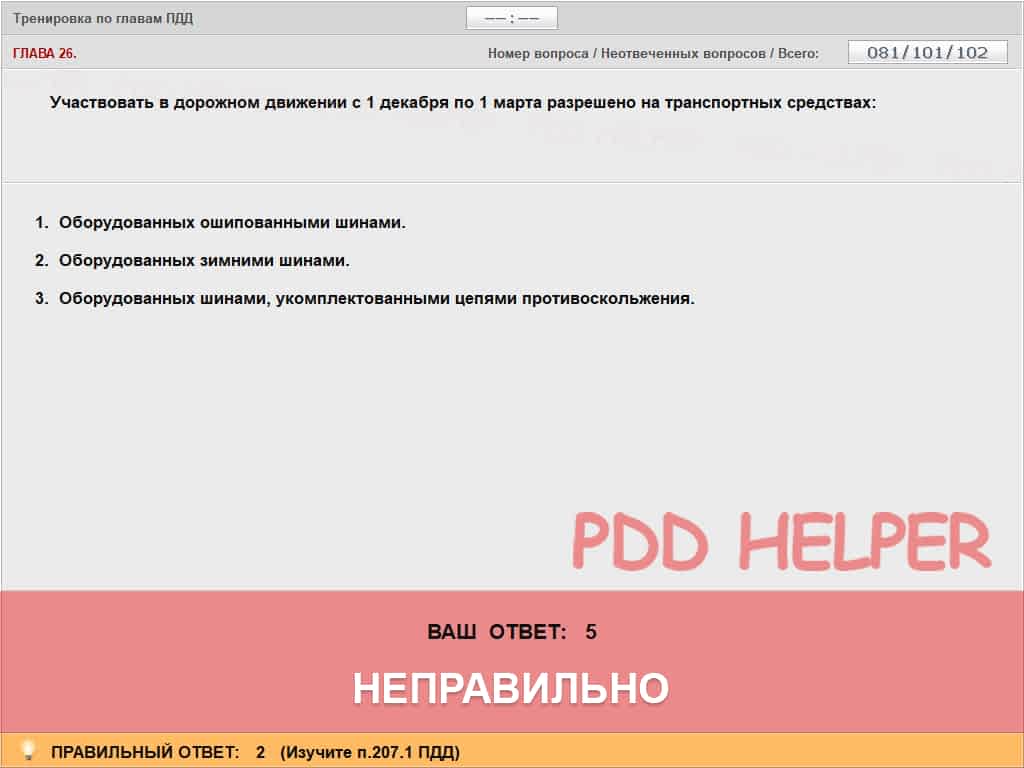 Тренировка по главам ПДД
—— : ——
ГЛАВА 26.
Номер вопроса / Неотвеченных вопросов / Всего:
081/101/102
Участвовать в дорожном движении с 1 декабря по 1 марта разрешено на транспортных средствах:
1. Оборудованных ошипованными шинами.
2. Оборудованных зимними шинами.
3. Оборудованных шинами, укомплектованными цепями противоскольжения.
PDD HELPER
ВАШ ОТВЕТ: 5
НЕПРАВИЛЬНО
ПРАВИЛЬНЫЙ ОТВЕТ: 2 (Изучите п.207.1 ПДД)